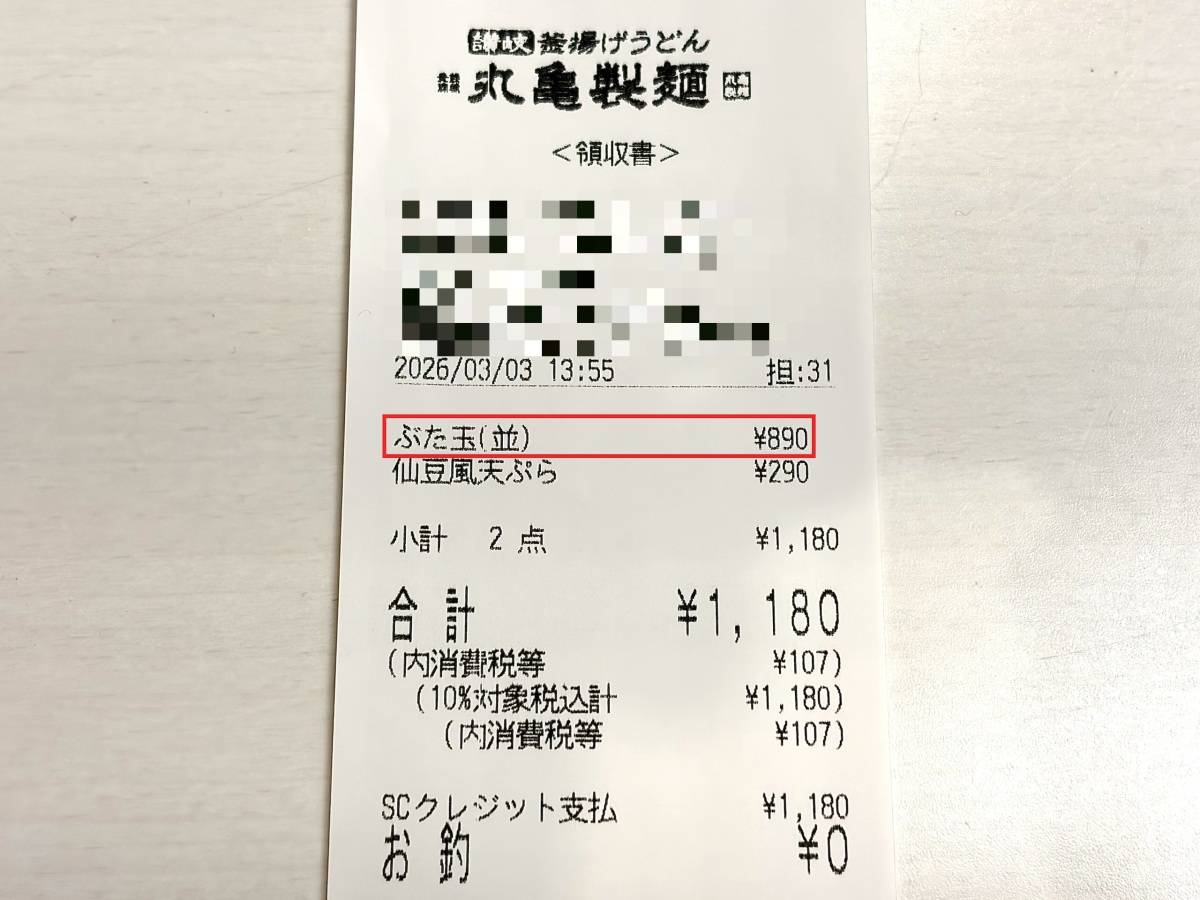 讃岐釜揚げうどん
丸亀製麺
<領収書>
2026/03/03 13:55 担:31
ぶた玉(並) ¥890
仙豆風天ぷら ¥290
小計 2 点 ¥1,180
合計 ¥1,180
(内消費税等 ¥107)
(10%対象税込計 ¥1,180)
(内消費税等 ¥107)
SCクレジット支払 ¥1,180
お釣 ¥0